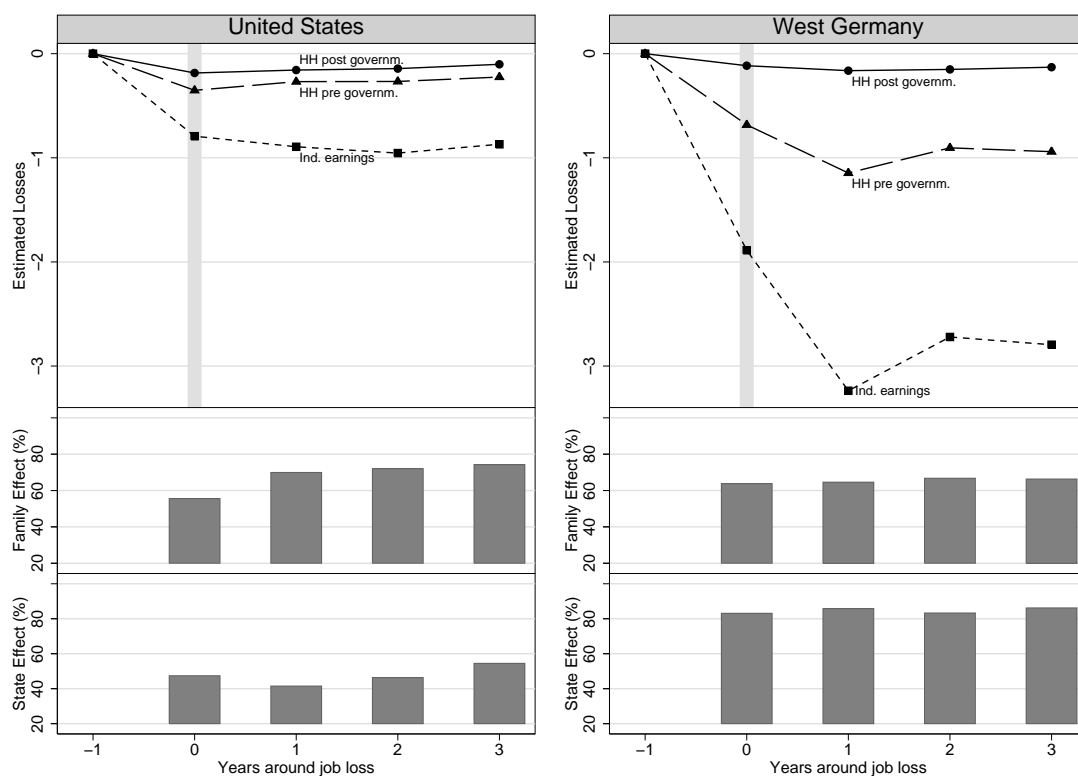 United States
West Germany
0
−1
−2
−3
Estimated Losses
HH post governm.
HH pre governm.
Ind. earnings
0
−1
−2
−3
Estimated Losses
HH post governm.
HH pre governm.
Ind. earnings
20 40 60 80
Family Effect (%)
20 40 60 80
Family Effect (%)
20 40 60 80
State Effect (%)
20 40 60 80
State Effect (%)
−1 0 1 2 3
Years around job loss
−1 0 1 2 3
Years around job loss